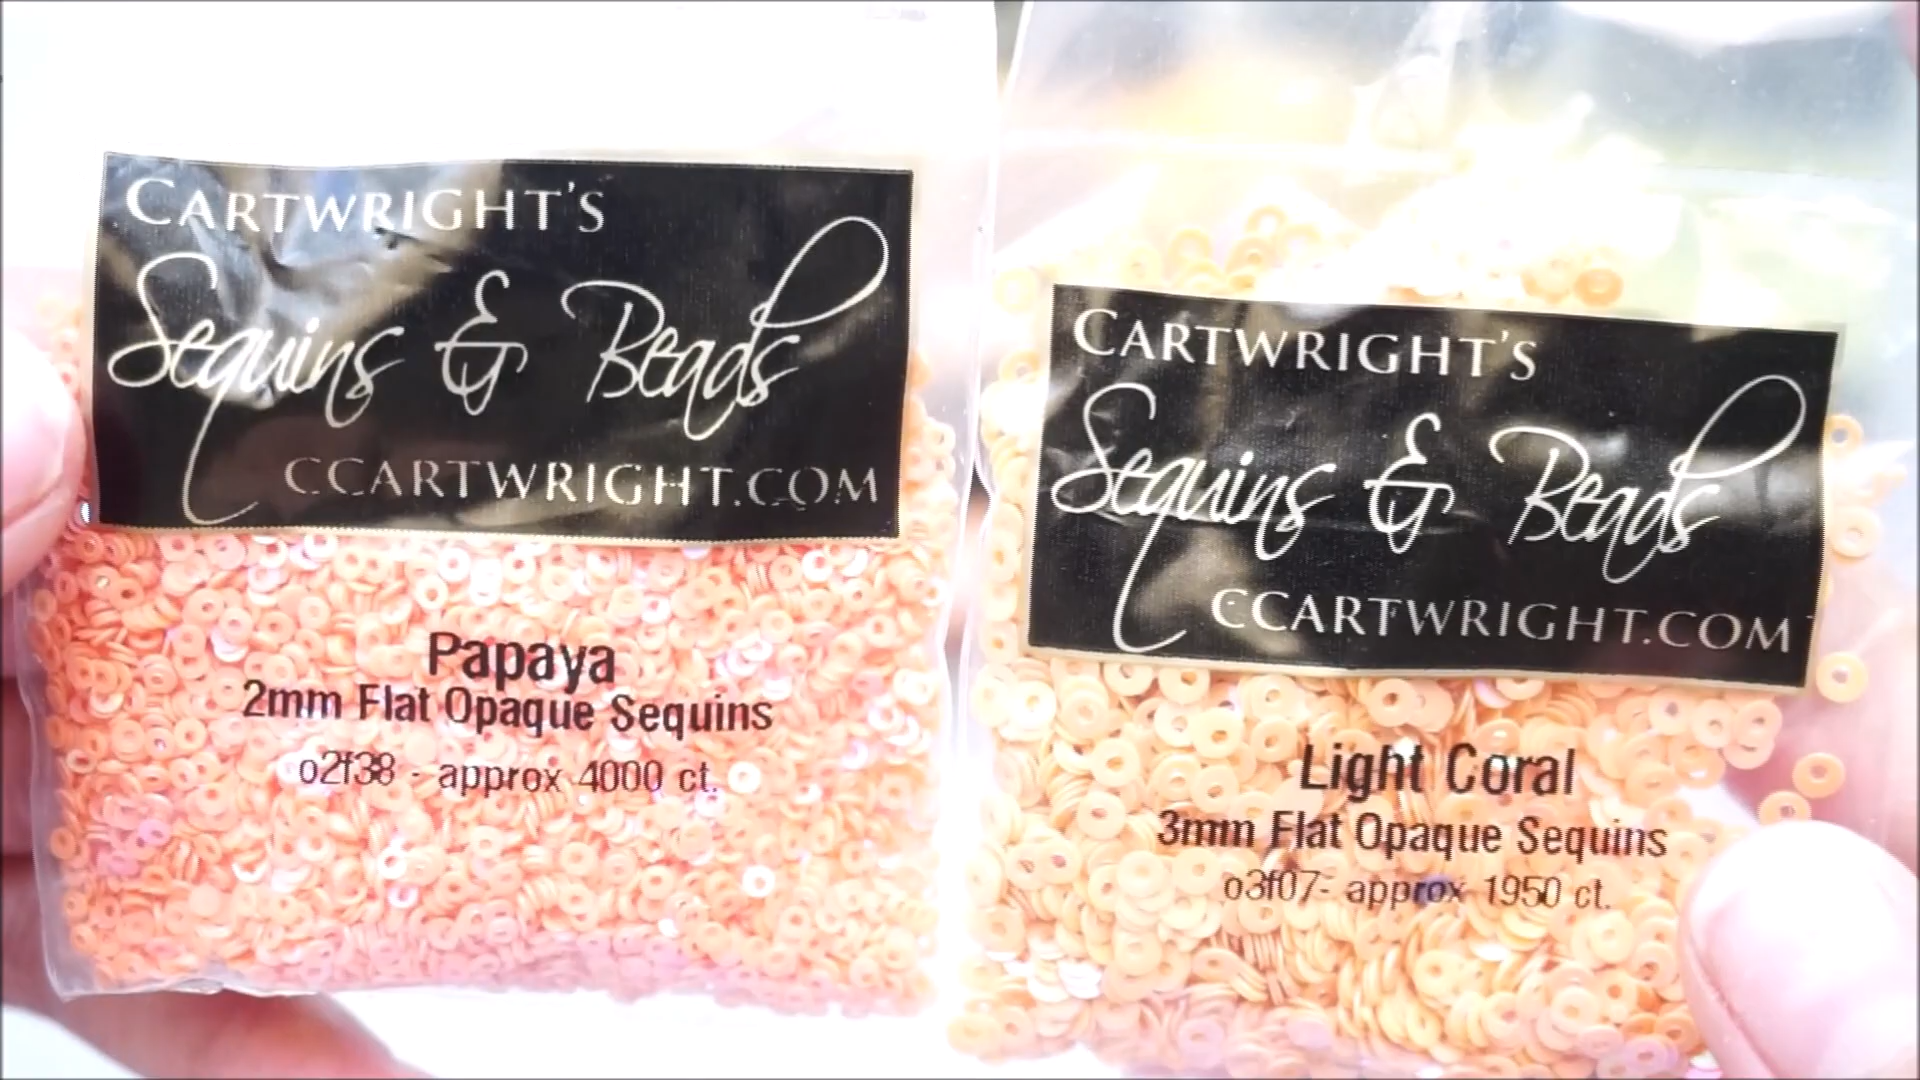 CARTWRIGHT'S
Sequins & Beads
CCARTWRIGHT.COM
Papaya
2mm Flat Opaque Sequins
o2f38 - approx 4000 ct.
CARTWRIGHT'S
Sequins & Beads
CCARTWRIGHT.COM
Light Coral
3mm Flat Opaque Sequins
o3f07- approx 1950 ct.